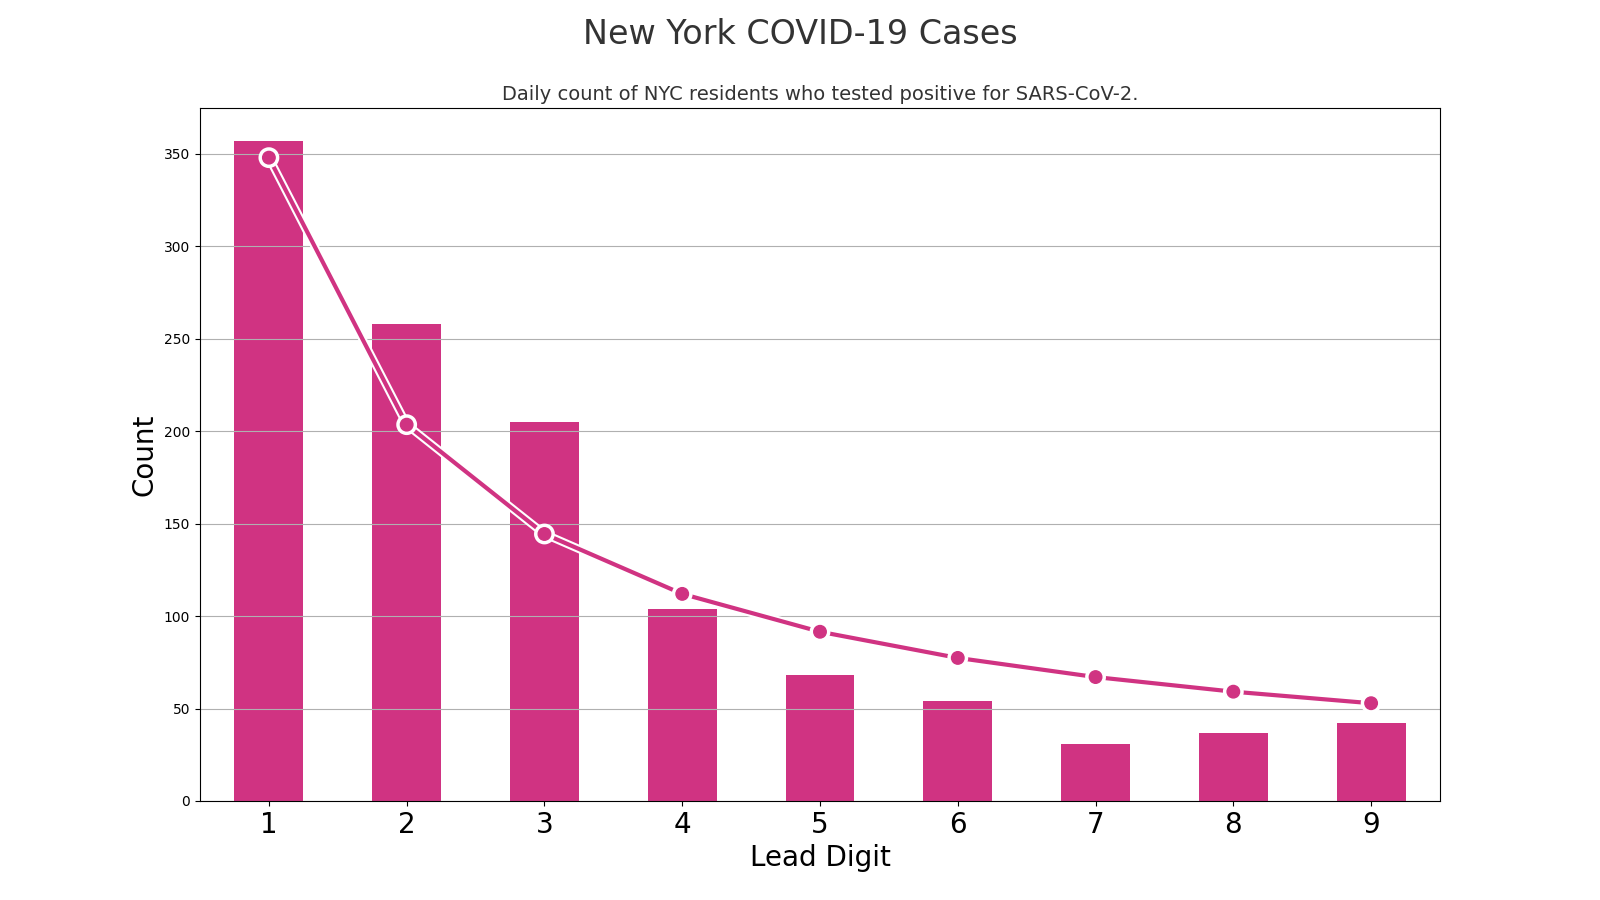 New York COVID-19 Cases
Daily count of NYC residents who tested positive for SARS-CoV-2.
350
300
250
200
150
100
50
0
Count
1 2 3 4 5 6 7 8 9
Lead Digit